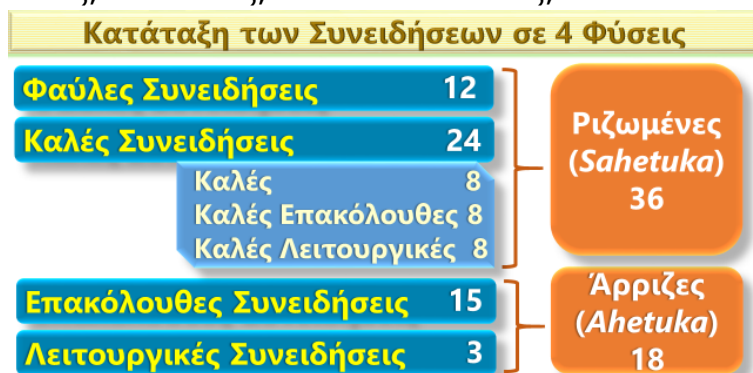 Κατάταξη των Συνειδήσεων σε 4 Φύσεις
Φαύλες Συνειδήσεις 12
Καλές Συνειδήσεις 24
Καλές 8
Καλές Επακόλουθες 8
Καλές Λειτουργικές 8
Ριζωμένες
(Sahetuka)
36
Επακόλουθες Συνειδήσεις 15
Λειτουργικές Συνειδήσεις 3
Άρριζες
(Ahetuka)
18